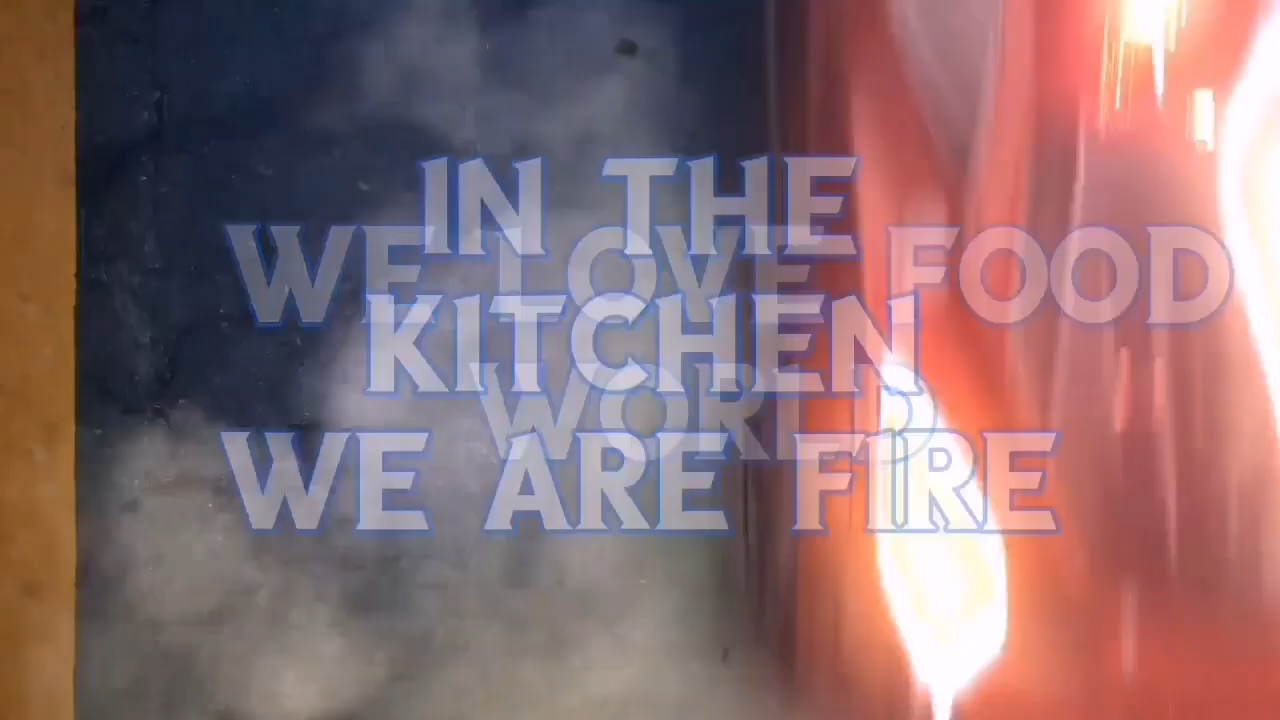 IN THE
KITCHEN
WE ARE FIRE
WE LOVE FOOD
WORLD